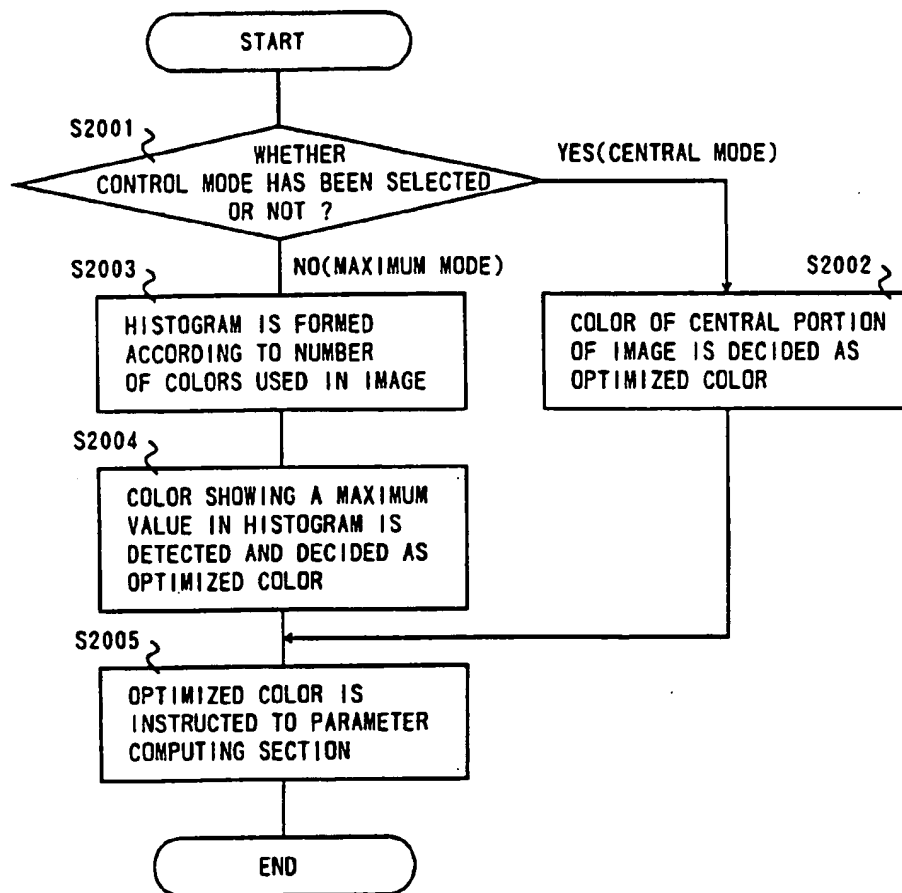 START
S2001
WHETHER
CONTROL MODE HAS BEEN SELECTED
OR NOT ?
YES(CENTRAL MODE)
NO(MAXIMUM MODE)
S2003
HISTOGRAM IS FORMED
ACCORDING TO NUMBER
OF COLORS USED IN IMAGE
S2002
COLOR OF CENTRAL PORTION
OF IMAGE IS DECIDED AS
OPTIMIZED COLOR
S2004
COLOR SHOWING A MAXIMUM
VALUE IN HISTOGRAM IS
DETECTED AND DECIDED AS
OPTIMIZED COLOR
S2005
OPTIMIZED COLOR IS
INSTRUCTED TO PARAMETER
COMPUTING SECTION
END